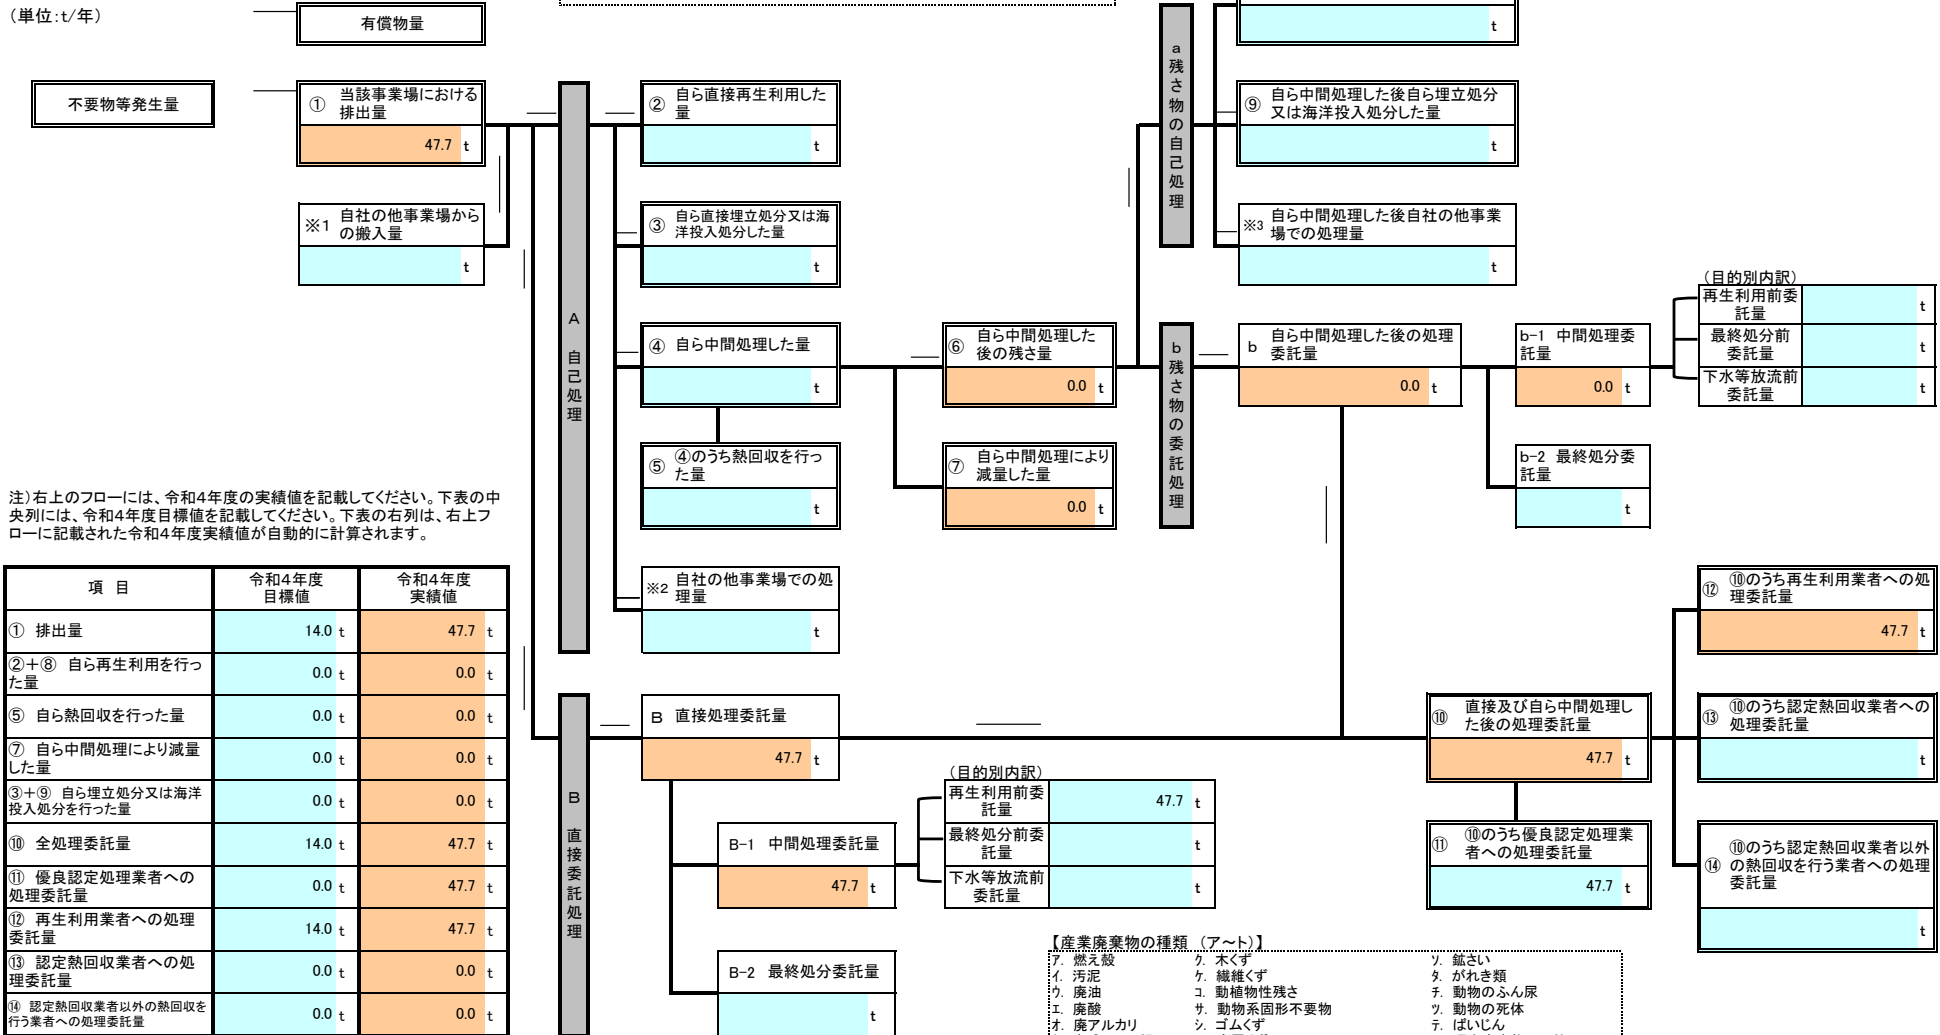 （単位:ｔ/年）
有償物量
t
不要物等発生量
① 当該事業場における
排出量
47.7 t
② 自ら直接再生利用した
量
t
⑨ 自ら中間処理した後自ら埋立処分
又は海洋投入処分した量
t
a 残さ物の自己処理
※1 自社の他事業場から
の搬入量
t
③ 自ら直接埋立処分又は海
洋投入処分した量
t
※3 自ら中間処理した後自社の他事業
場での処理量
t
A 自己処理
④ 自ら中間処理した量
t
⑥ 自ら中間処理した
後の残さ量
0.0 t
b 残さ物の委託処理
b 自ら中間処理した後の処理
委託量
0.0 t
b-1 中間処理委
託量
0.0 t
（目的別内訳）
再生利用前委
託量
t
最終処分前
委託量
t
下水等放流前
委託量
t
⑤ ④のうち熱回収を行っ
た量
t
⑦ 自ら中間処理により
減量した量
0.0 t
b-2 最終処分委
託量
t
注）右上のフローには、令和４年度の実績値を記載してください。下表の中
央列には、令和４年度目標値を記載してください。下表の右列は、右上フ
ローに記載された令和４年度実績値が自動的に計算されます。
※2 自社の他事業場での処
理量
t
項 目
令和４年度
目標値
令和４年度
実績値
① 排出量
14.0 t
47.7 t
②＋⑧ 自ら再生利用を行っ
た量
0.0 t
0.0 t
⑤ 自ら熱回収を行った量
0.0 t
0.0 t
⑦ 自ら中間処理により減量
した量
0.0 t
0.0 t
③＋⑨ 自ら埋立処分又は海洋
投入処分を行った量
0.0 t
0.0 t
⑩ 全処理委託量
14.0 t
47.7 t
⑪ 優良認定処理業者への
処理委託量
0.0 t
47.7 t
⑫ 再生利用業者への処理
委託量
14.0 t
47.7 t
⑬ 認定熱回収業者への処
理委託量
0.0 t
0.0 t
⑭ 認定熱回収業者以外の熱回収を
行う業者への処理委託量
0.0 t
0.0 t
B 直接委託処理
B 直接処理委託量
47.7 t
B-1 中間処理委託量
47.7 t
（目的別内訳）
再生利用前委
託量
47.7 t
最終処分前委
託量
t
下水等放流前
委託量
t
B-2 最終処分委託量
t
⑩ 直接及び自ら中間処理し
た後の処理委託量
47.7 t
⑪ ⑩のうち優良認定処理業
者への処理委託量
47.7 t
⑫ ⑩のうち再生利用業者への処
理委託量
47.7 t
⑬ ⑩のうち認定熱回収業者への
処理委託量
t
⑭ ⑩のうち認定熱回収業者以外
の熱回収を行う業者への処理
委託量
t
【産業廃棄物の種類 （ア～ト）】
ア. 燃え殻 ク. 木くず ソ. 鉱さい
イ. 汚泥 ケ. 繊維くず タ. がれき類
ウ. 廃油 コ. 動植物性残さ チ. 動物のふん尿
エ. 廃酸 サ. 動物系固形不要物 ツ. 動物の死体
オ. 廃アルカリ シ. ゴムくず テ. ばいじん